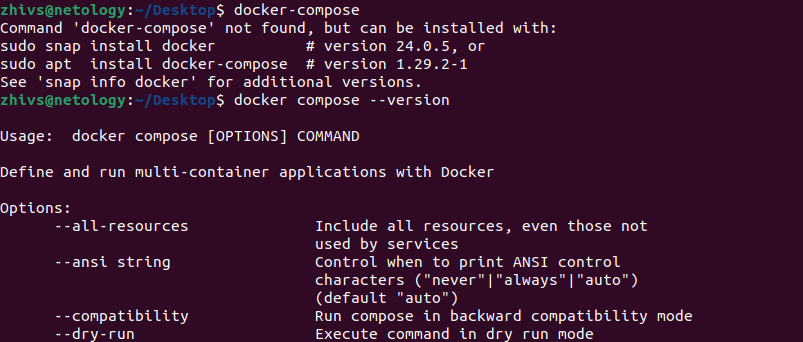 zhivs@netology:~/Desktop$ docker-compose
Command 'docker-compose' not found, but can be installed with:
sudo snap install docker          # version 24.0.5, or
sudo apt  install docker-compose  # version 1.29.2-1
See 'snap info docker' for additional versions.
zhivs@netology:~/Desktop$ docker compose --version
Usage:  docker compose [OPTIONS] COMMAND
Define and run multi-container applications with Docker
Options:
      --all-resources              Include all resources, even those not
                                   used by services
      --ansi string                Control when to print ANSI control
                                   characters ("never"|"always"|"auto")
                                   (default "auto")
      --compatibility              Run compose in backward compatibility mode
      --dry-run                    Execute command in dry run mode